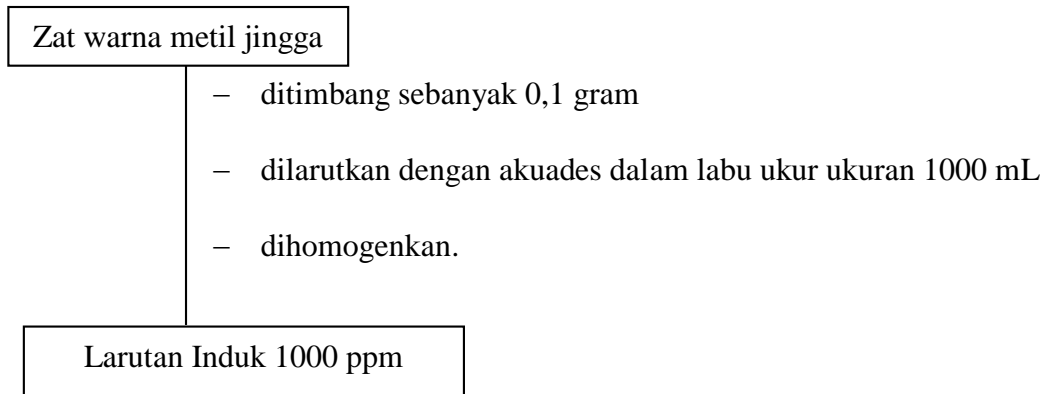 Zat warna metil jingga
– ditimbang sebanyak 0,1 gram
– dilarutkan dengan akuades dalam labu ukur ukuran 1000 mL
– dihomogenkan.
Larutan Induk 1000 ppm